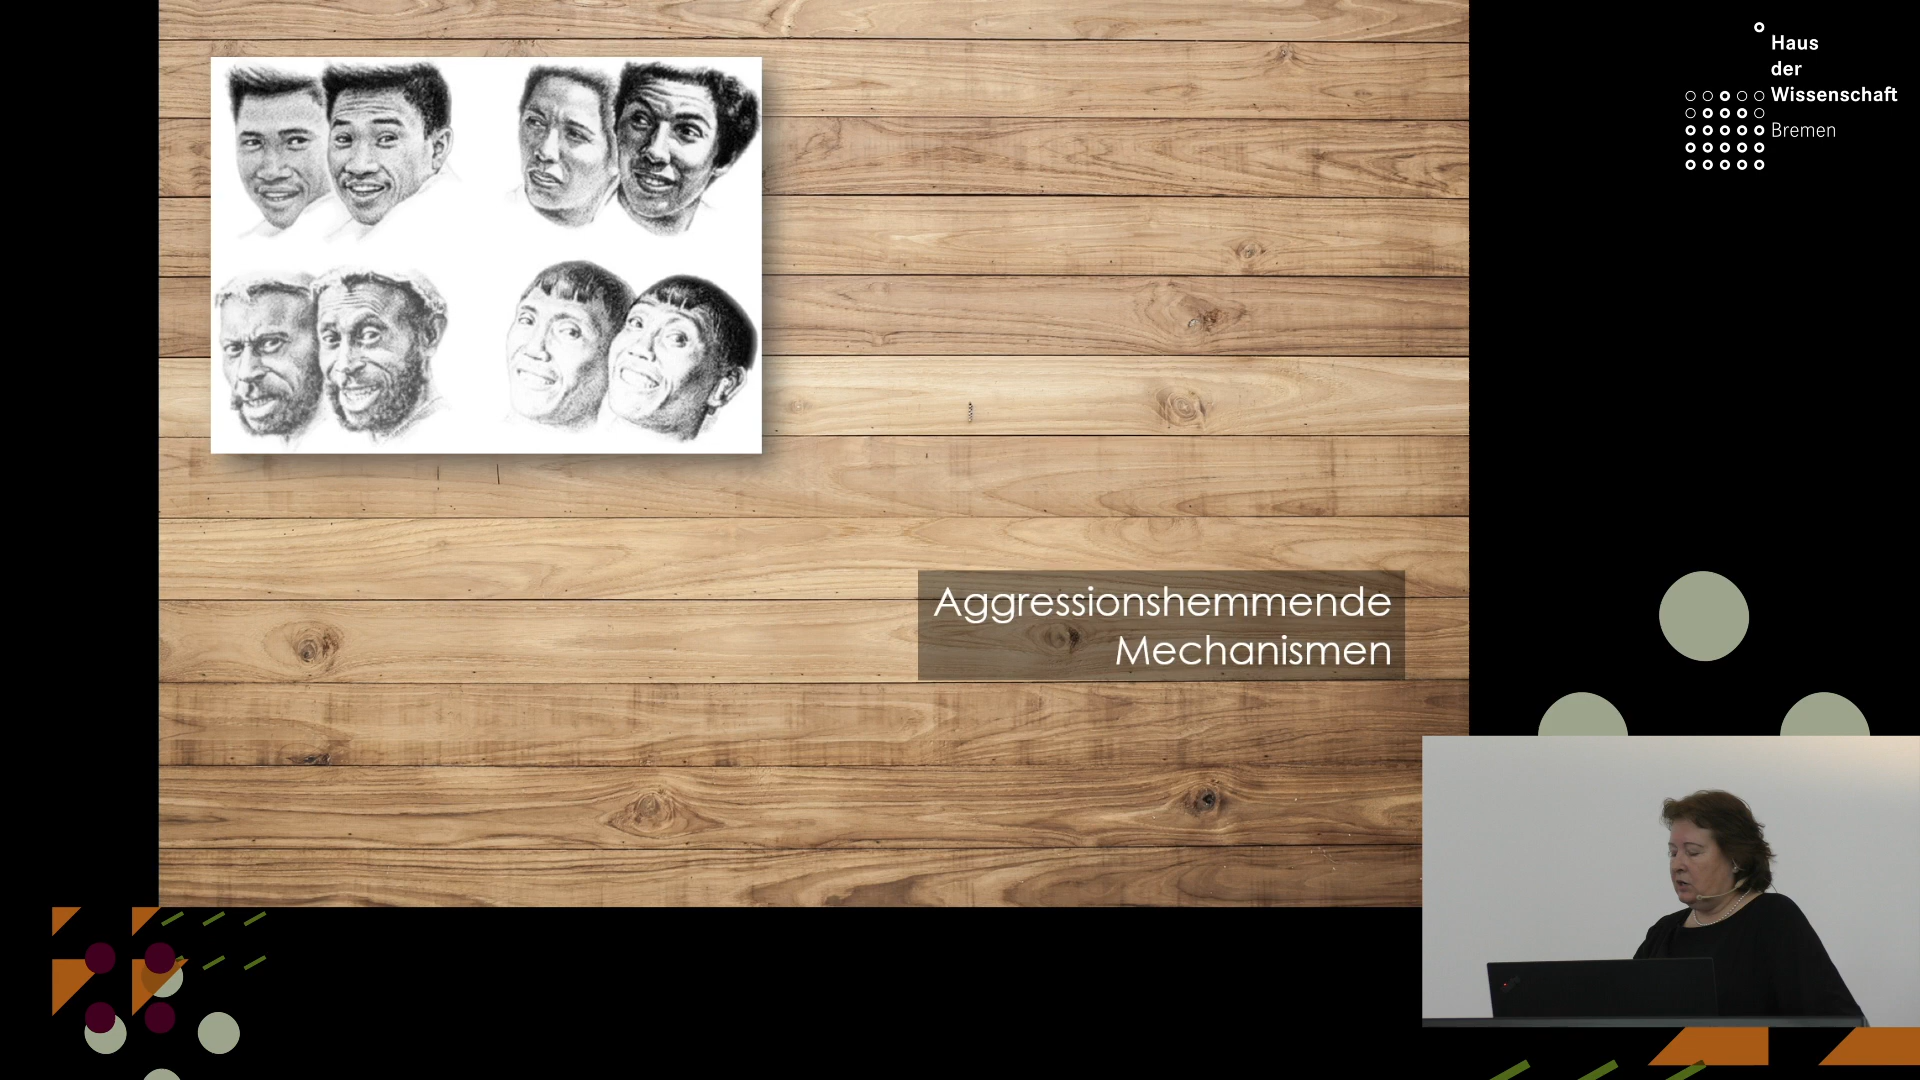 Haus
der
Wissenschaft
Bremen
Aggressionshemmende
Mechanismen